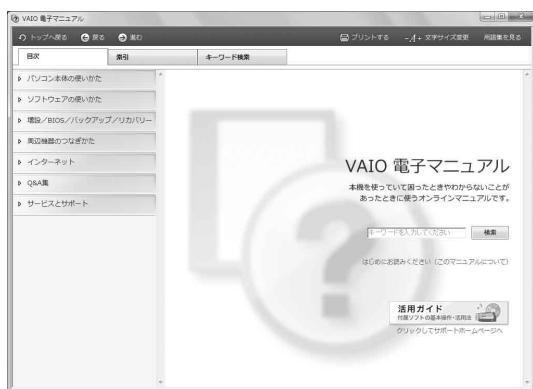 VAIO 電子マニュアル
トップへ戻る 戻る 進む プリントする -A+ 文字サイズ変更 用語集を見る
目次 索引 キーワード検索
パソコン本体の使いかた
ソフトウェアの使いかた
増設／BIOS／バックアップ／リカバリー
周辺機器のつなぎかた
インターネット
Q&A集
サービスとサポート
VAIO 電子マニュアル
本機を使っていて困ったときやわからないことが
あったときに使うオンラインマニュアルです。
キーワードを入力してください 検索
はじめにお読みください（このマニュアルについて）
活用ガイド
付属ソフトの基本操作・活用法
クリックしてサポートホームページへ